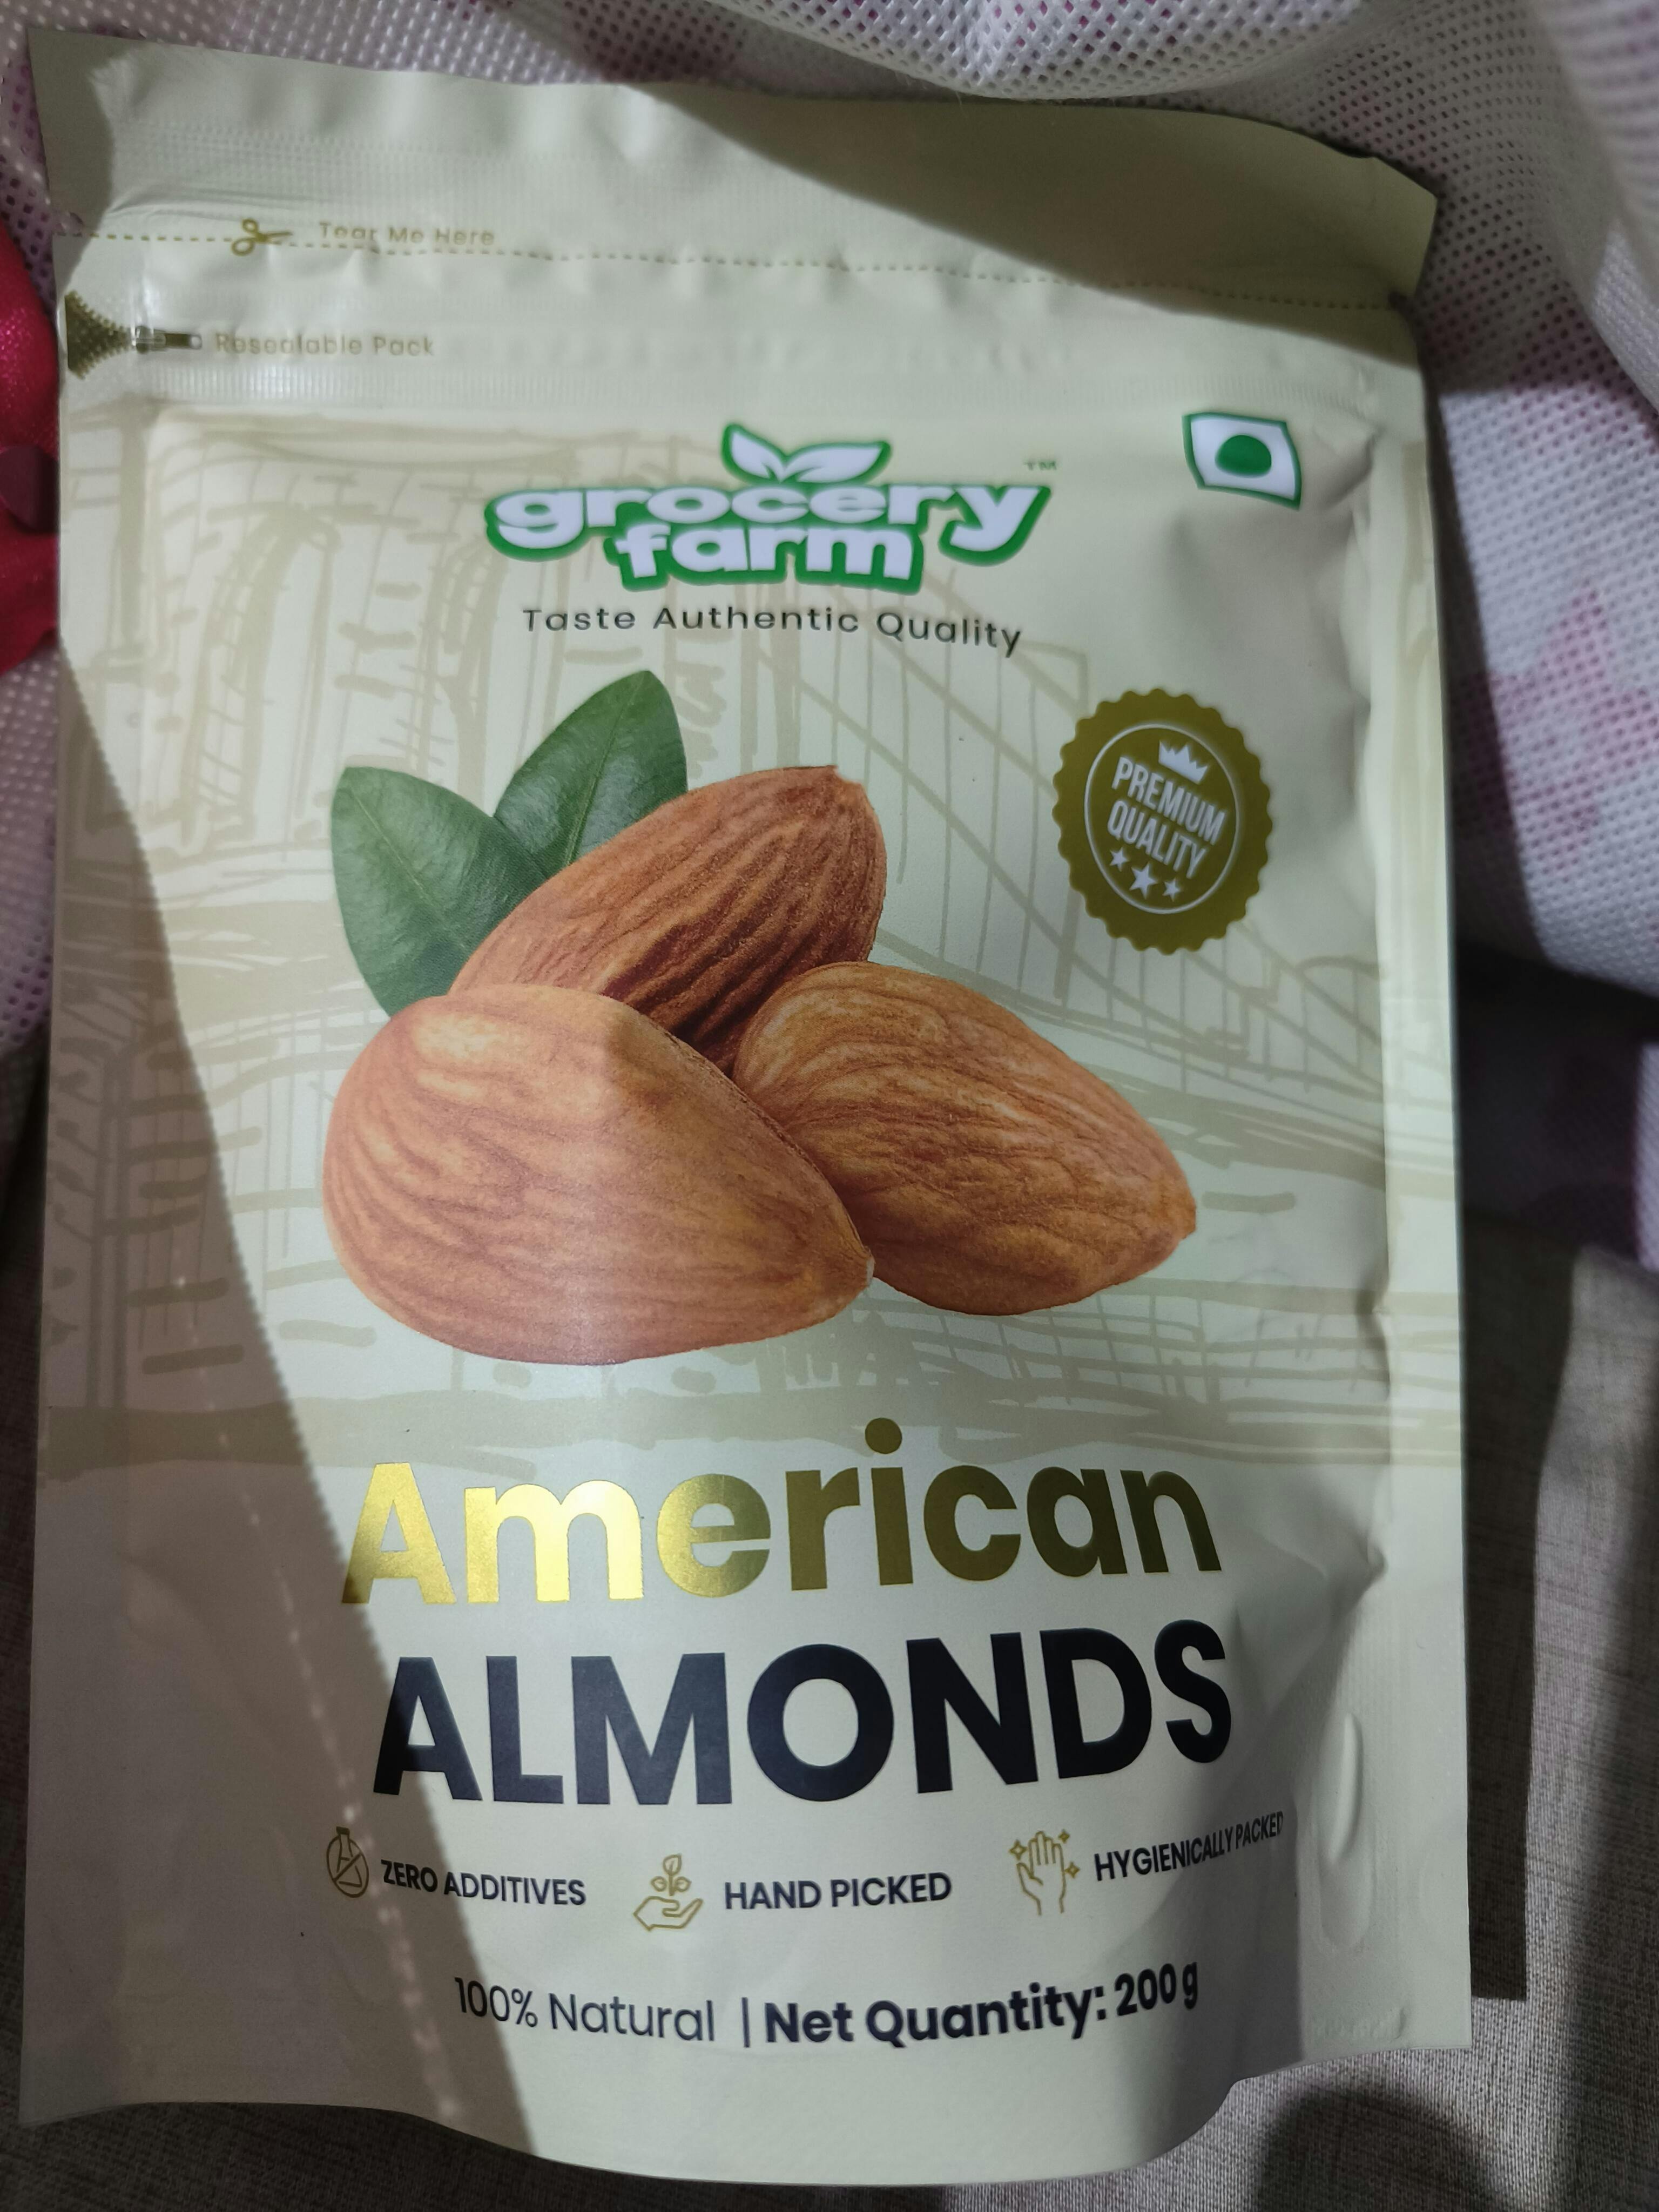 Tear Me Here
Resealable Pack
grocery
farm
TM
Taste Authentic Quality
PREMIUM
QUALITY
American
ALMONDS
ZERO ADDITIVES
HAND PICKED
HYGIENICALLY PACKED
100% Natural | Net Quantity: 200 g